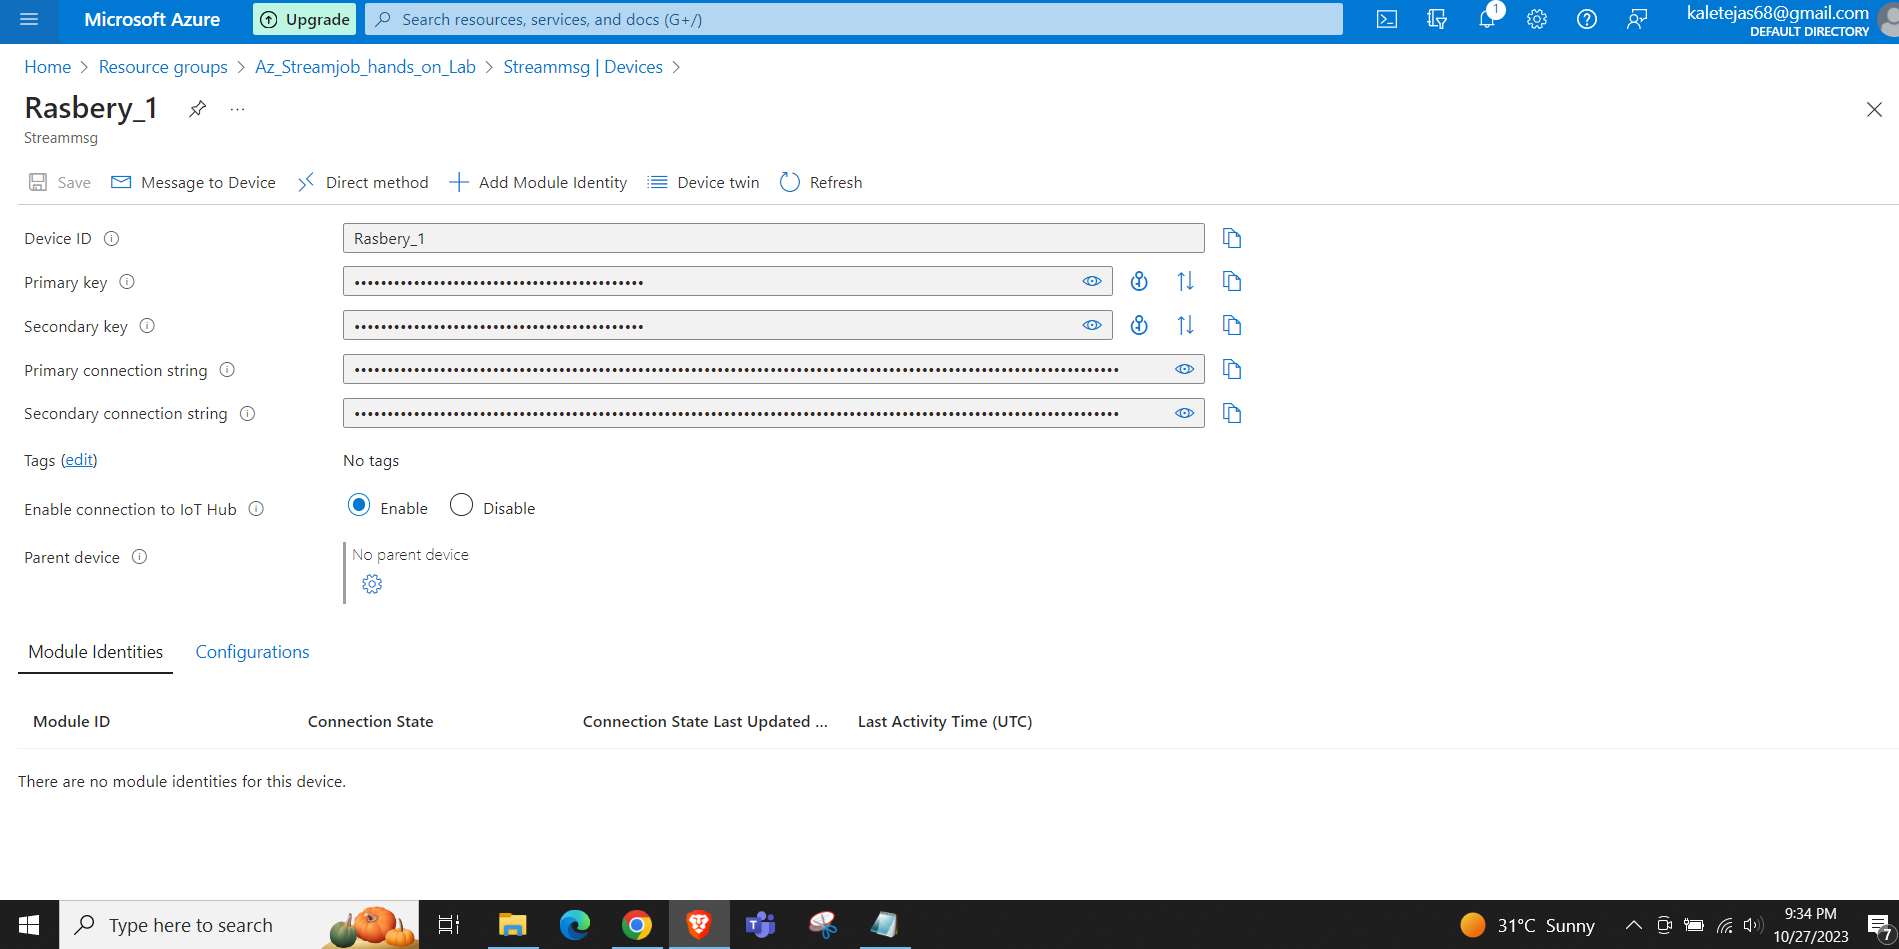 Microsoft Azure
Upgrade
Search resources, services, and docs (G+/)
1
kaletejas68@gmail.com
DEFAULT DIRECTORY
Home > Resource groups > Az_Streamjob_hands_on_Lab > Streammsg | Devices >
Rasbery_1
...
Streammsg
Save
Message to Device
Direct method
Add Module Identity
Device twin
Refresh
Device ID
Rasbery_1
Primary key
Secondary key
Primary connection string
Secondary connection string
Tags (edit)
No tags
Enable connection to IoT Hub
Enable
Disable
Parent device
No parent device
Module Identities
Configurations
Module ID
Connection State
Connection State Last Updated ...
Last Activity Time (UTC)
There are no module identities for this device.
Type here to search
31°C Sunny
9:34 PM
10/27/2023
7